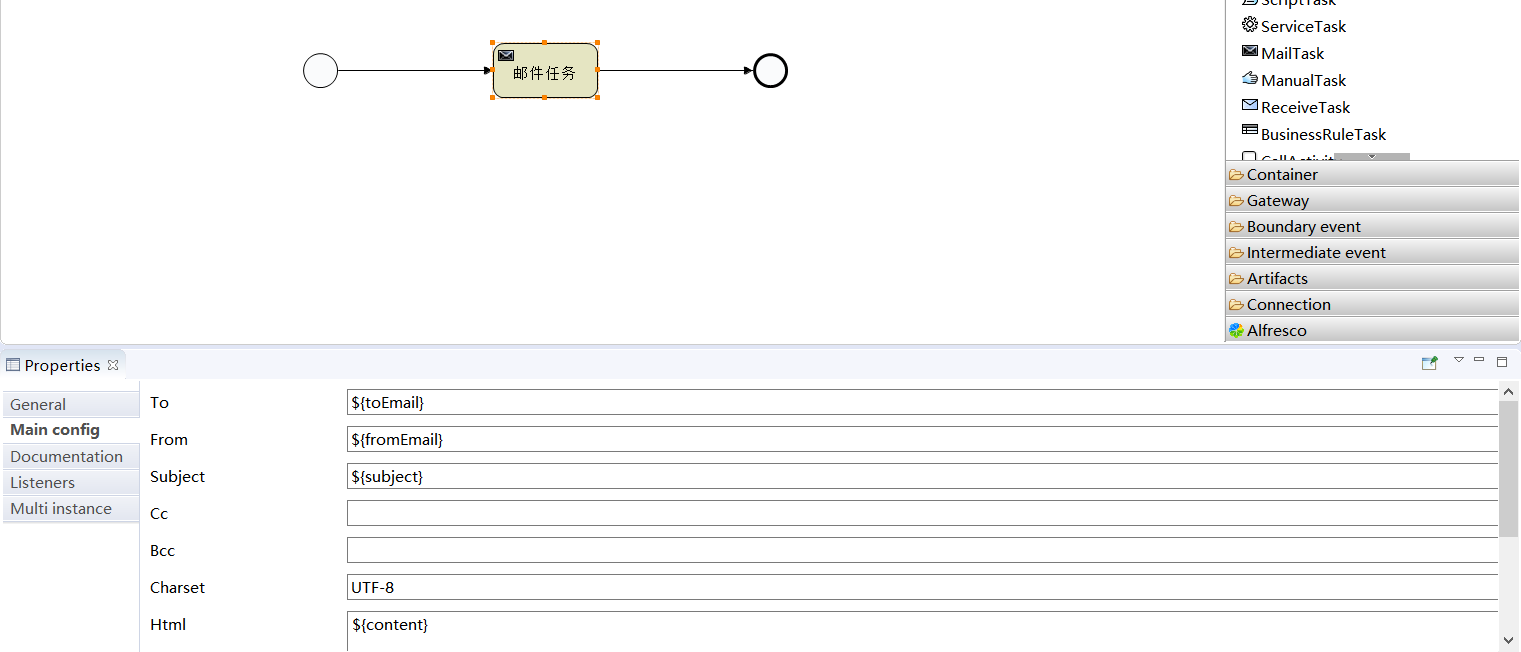 ScriptTask
ServiceTask
邮件任务
MailTask
ManualTask
ReceiveTask
BusinessRuleTask
CallActivit
Container
Gateway
Boundary event
Intermediate event
Artifacts
Connection
Alfresco
Properties
General
Main config
Documentation
Listeners
Multi instance
To
${toEmail}
From
${fromEmail}
Subject
${subject}
Cc
Bcc
Charset
UTF-8
Html
${content}